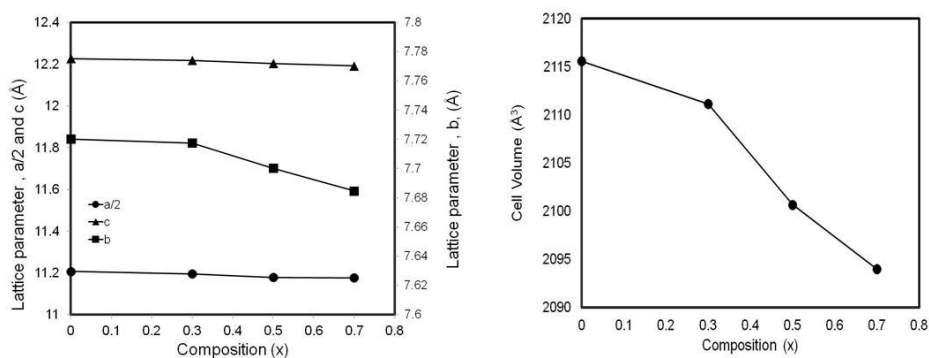 12.4
12.2
12
11.8
11.6
11.4
11.2
11
Lattice parameter , a/2 and c (Å)
7.8
7.78
7.76
7.74
7.72
7.7
7.68
7.66
7.64
7.62
7.6
Lattice parameter , b, (Å)
a/2
c
b
0 0.1 0.2 0.3 0.4 0.5 0.6 0.7 0.8
Composition (x)
2120
2115
2110
2105
2100
2095
2090
Cell Volume (Å³)
0 0.1 0.2 0.3 0.4 0.5 0.6 0.7 0.8
Composition (x)